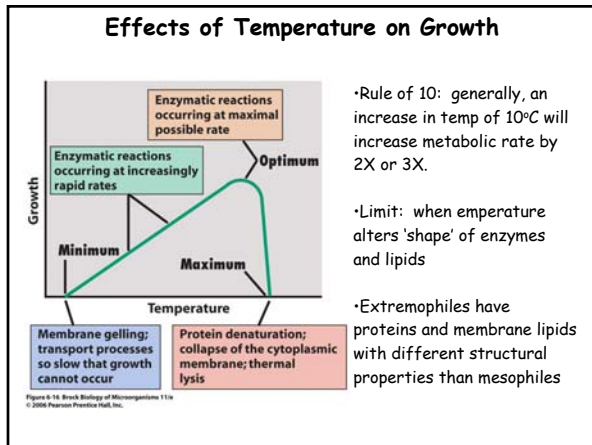 Effects of Temperature on Growth
Enzymatic reactions
occurring at maximal
possible rate
Enzymatic reactions
occurring at increasingly
rapid rates
Optimum
Growth
Minimum
Maximum
Temperature
Membrane gelling;
transport processes
so slow that growth
cannot occur
Protein denaturation;
collapse of the cytoplasmic
membrane; thermal
lysis
Figure 6-16 Brock Biology of Microorganisms 11/e
© 2006 Pearson Prentice Hall, Inc.
•Rule of 10: generally, an
increase in temp of 10ºC will
increase metabolic rate by
2X or 3X.
•Limit: when emperature
alters ‘shape’ of enzymes
and lipids
•Extremophiles have
proteins and membrane lipids
with different structural
properties than mesophiles